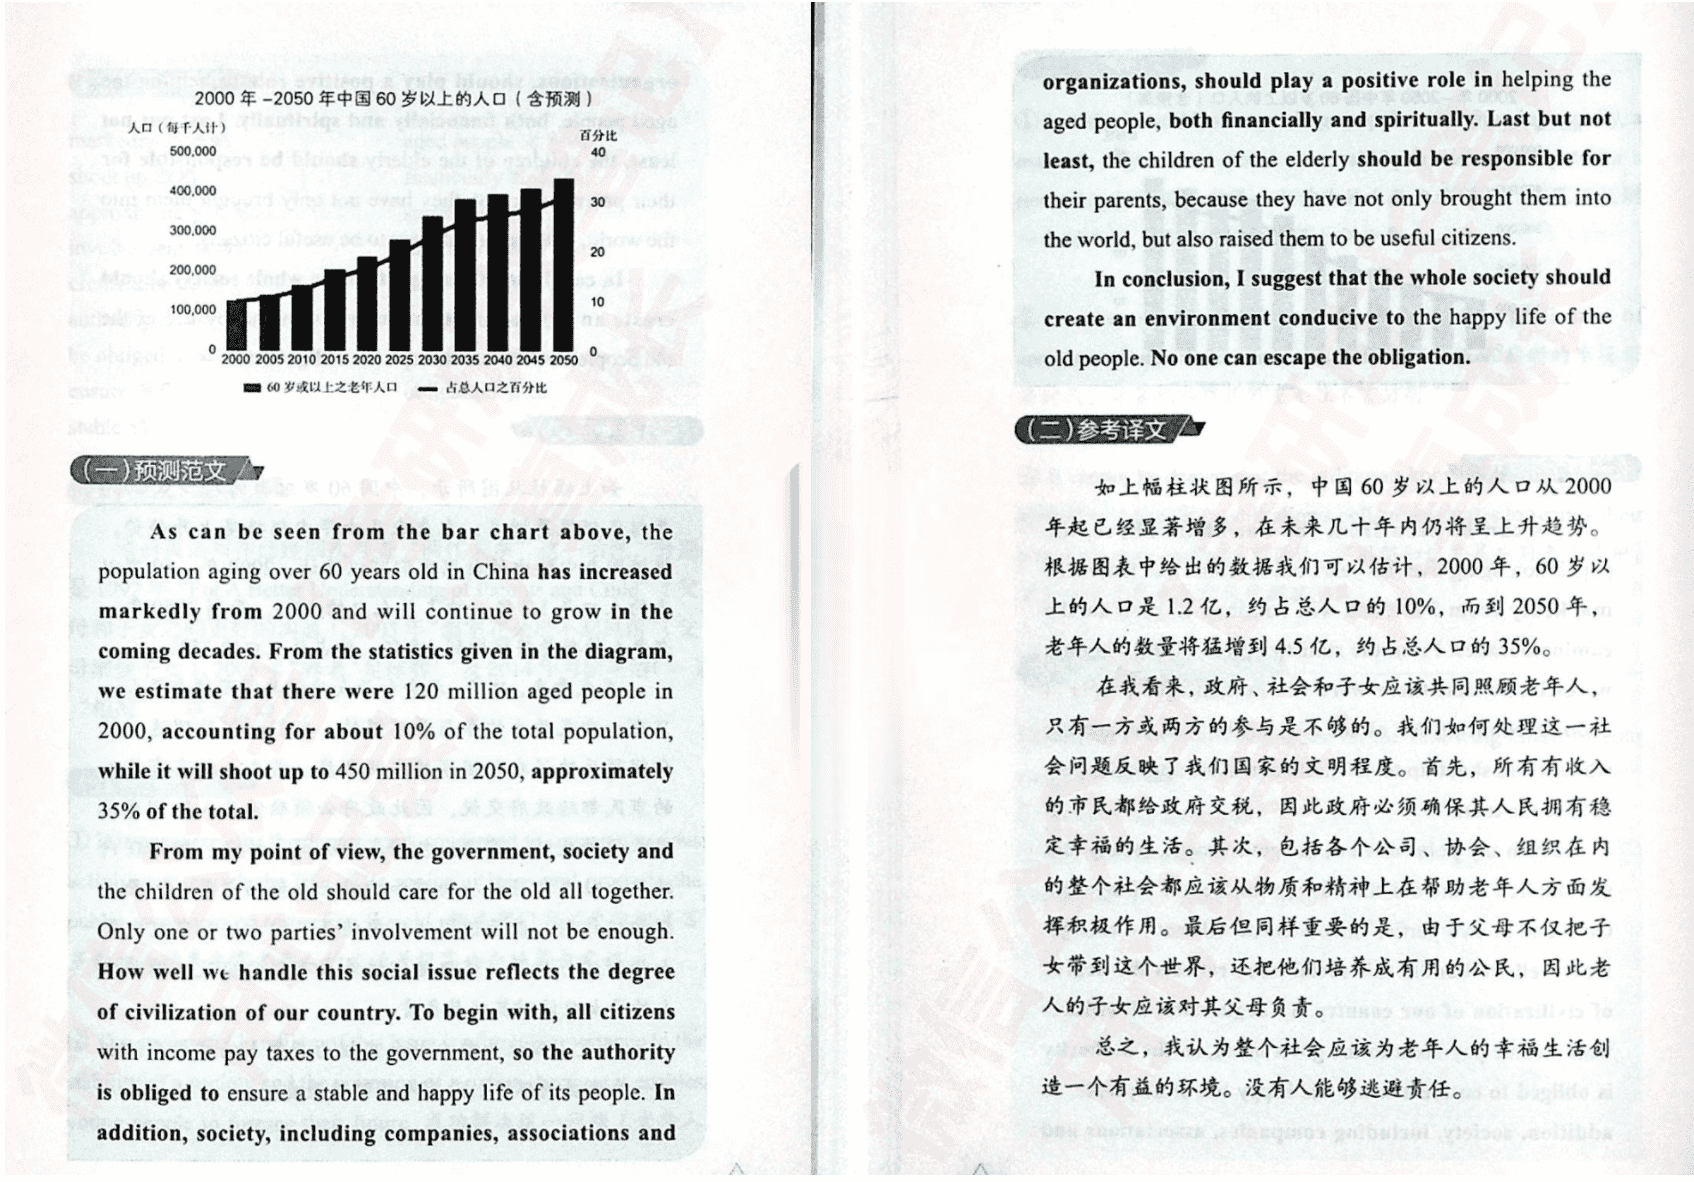 2000 年 -2050 年中国 60 岁以上的人口（含预测）
人口（每千人计）
百分比
500,000
400,000
300,000
200,000
100,000
0
40
30
20
10
0
2000 2005 2010 2015 2020 2025 2030 2035 2040 2045 2050
60 岁或以上之老年人口 占总人口之百分比
（一）预测范文
As can be seen from the bar chart above, the
population aging over 60 years old in China has increased
markedly from 2000 and will continue to grow in the
coming decades. From the statistics given in the diagram,
we estimate that there were 120 million aged people in
2000, accounting for about 10% of the total population,
while it will shoot up to 450 million in 2050, approximately
35% of the total.
From my point of view, the government, society and
the children of the old should care for the old all together.
Only one or two parties' involvement will not be enough.
How well we handle this social issue reflects the degree
of civilization of our country. To begin with, all citizens
with income pay taxes to the government, so the authority
is obliged to ensure a stable and happy life of its people. In
addition, society, including companies, associations and
organizations, should play a positive role in helping the
aged people, both financially and spiritually. Last but not
least, the children of the elderly should be responsible for
their parents, because they have not only brought them into
the world, but also raised them to be useful citizens.
In conclusion, I suggest that the whole society should
create an environment conducive to the happy life of the
old people. No one can escape the obligation.
（二）参考译文
如上幅柱状图所示，中国 60 岁以上的人口从 2000
年起已经显著增多，在未来几十年内仍将呈上升趋势。
根据图表中给出的数据我们可以估计，2000 年，60 岁以
上的人口是 1.2 亿，约占总人口的 10%，而到 2050 年，
老年人的数量将猛增到 4.5 亿，约占总人口的 35%。
在我看来，政府、社会和子女应该共同照顾老年人，
只有一方或两方的参与是不够的。我们如何处理这一社
会问题反映了我们国家的文明程度。首先，所有有收入
的市民都给政府交税，因此政府必须确保其人民拥有稳
定幸福的生活。其次，包括各个公司、协会、组织在内
的整个社会都应该从物质和精神上在帮助老年人方面发
挥积极作用。最后但同样重要的是，由于父母不仅把子
女带到这个世界，还把他们培养成有用的公民，因此老
人的子女应该对其父母负责。
总之，我认为整个社会应该为老年人的幸福生活创
造一个有益的环境。没有人能够逃避责任。